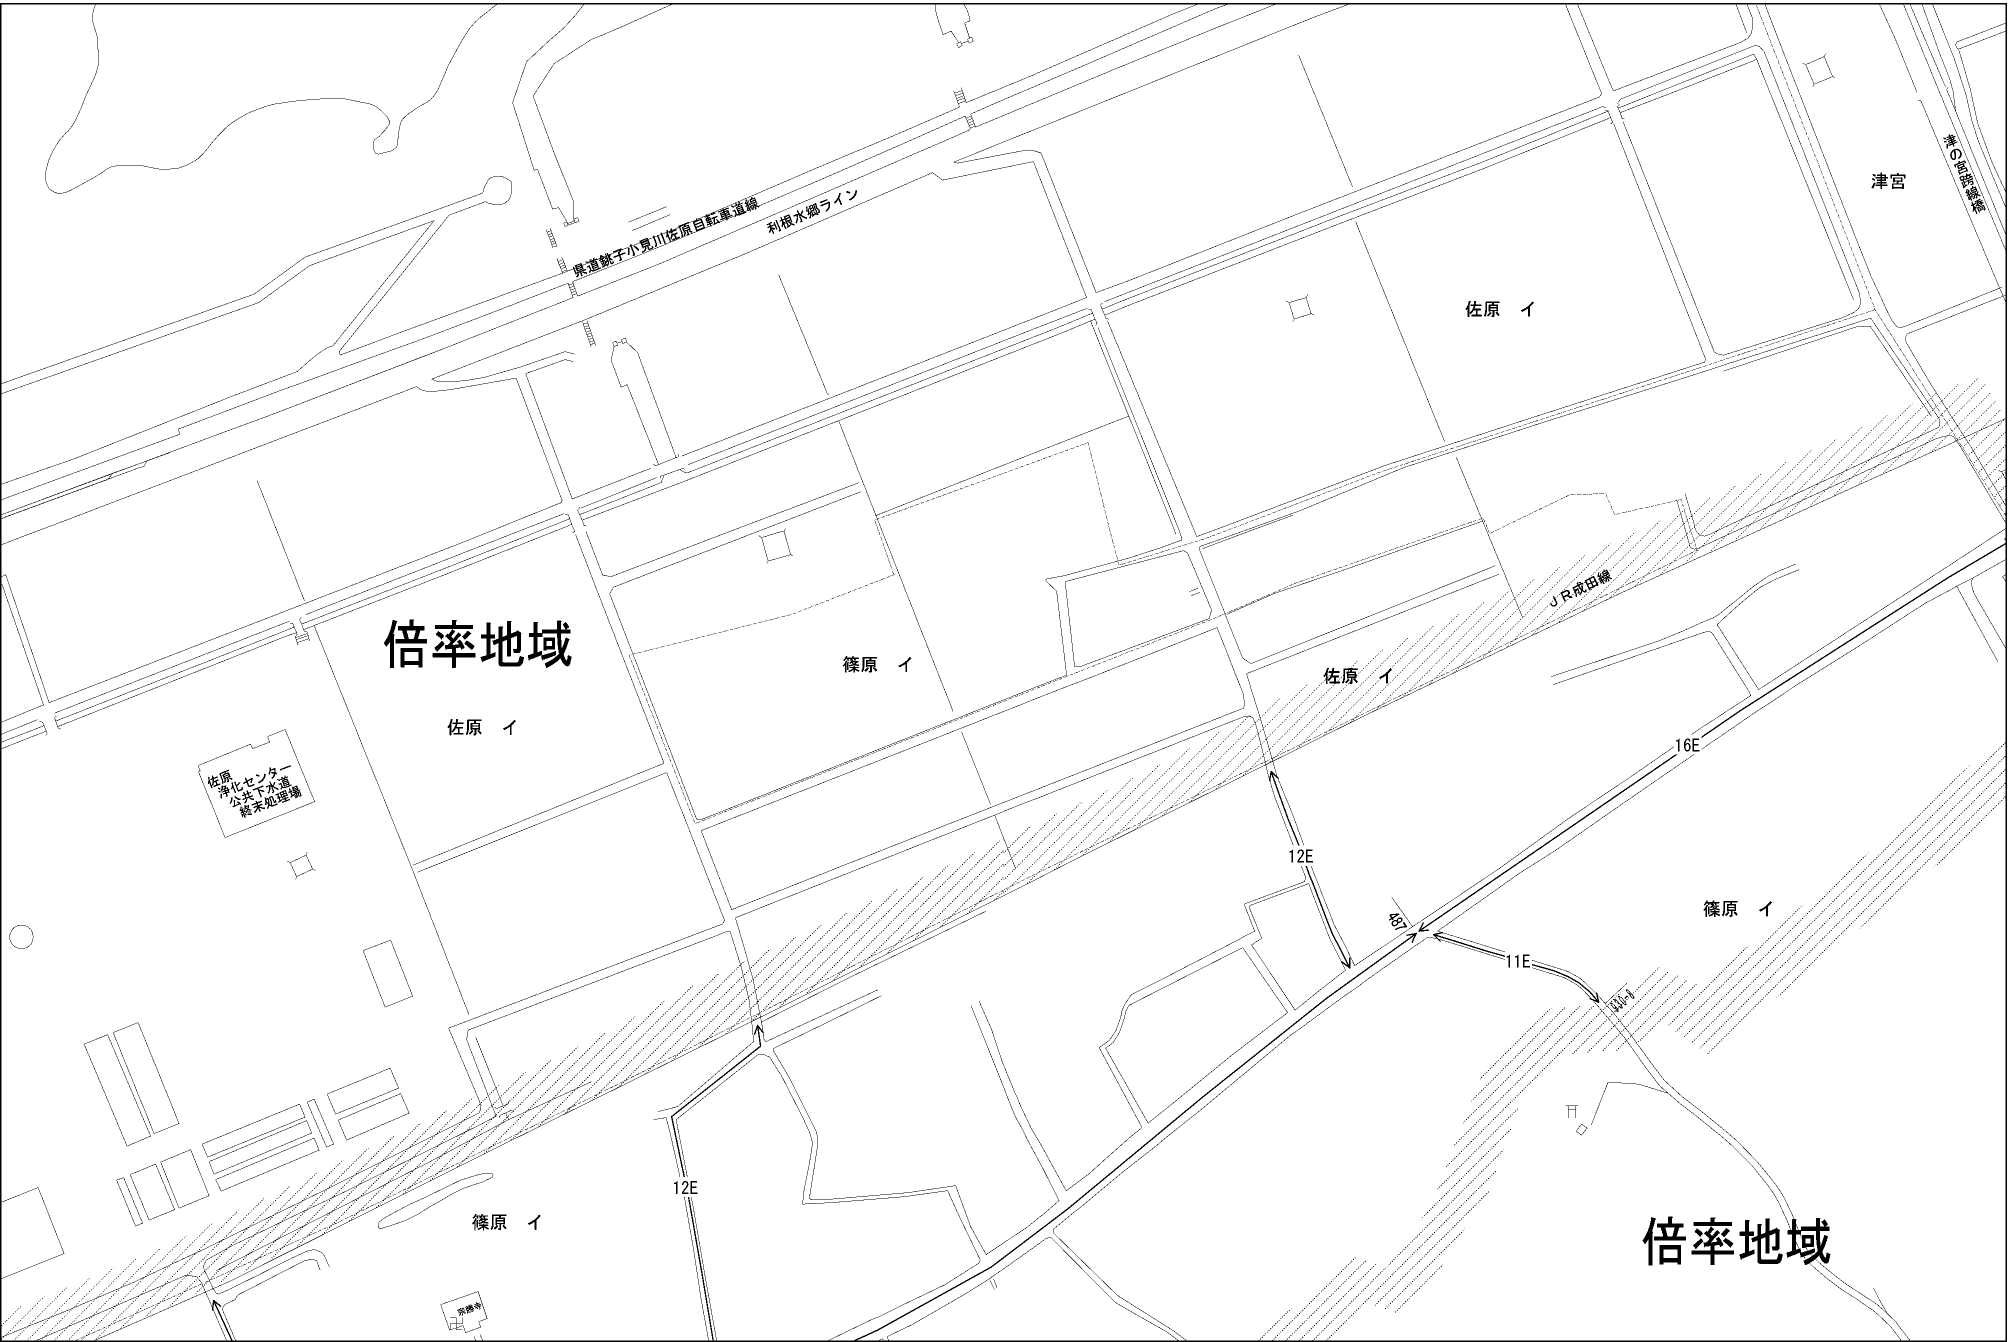 津の宮跨線橋
津宮
県道銚子小見川佐原自転車道線
利根水郷ライン
佐原　イ
倍率地域
篠原　イ
佐原　イ
ＪＲ成田線
佐原　イ
佐原
浄化センター
公共下水道
終末処理場
16E
12E
487
篠原　イ
11E
12E
篠原　イ
倍率地域
宗勝寺